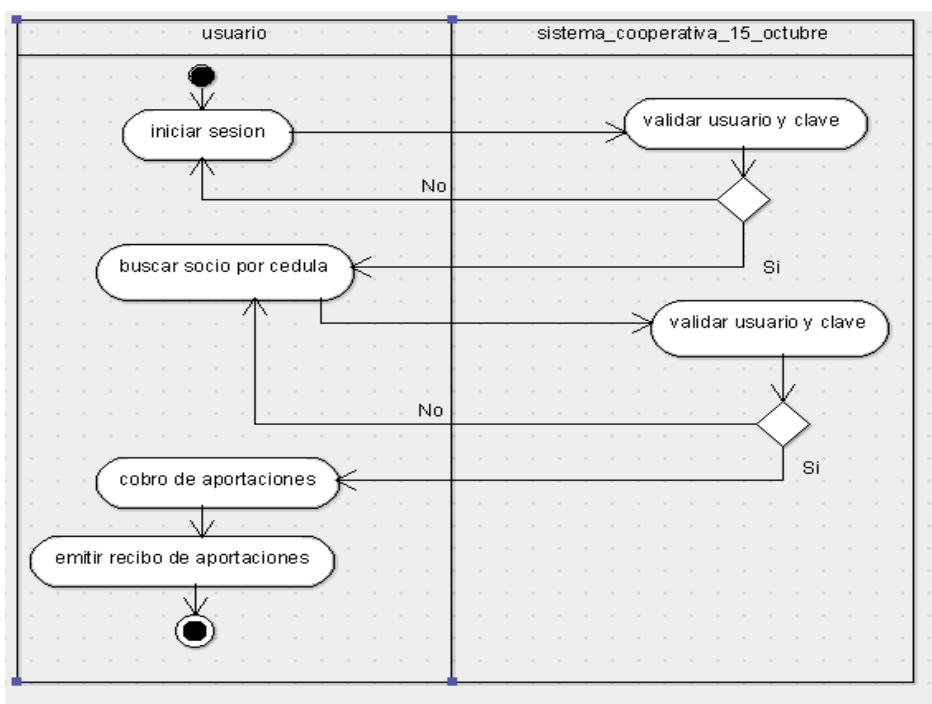 usuario
sistema_cooperativa_15_octubre
iniciar sesion
validar usuario y clave
No
Si
buscar socio por cedula
validar usuario y clave
No
Si
cobro de aportaciones
emitir recibo de aportaciones